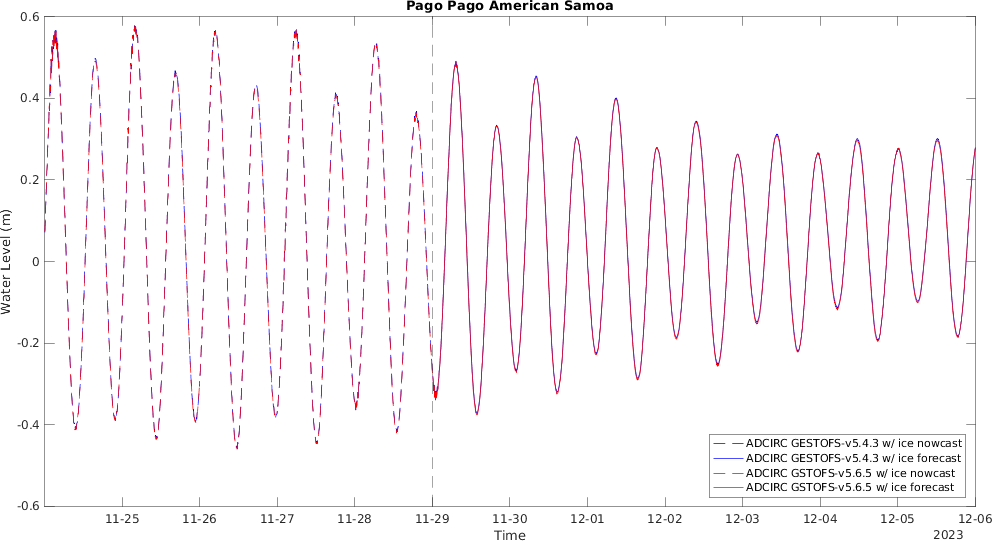 Pago Pago American Samoa
0.6
0.4
0.2
0
-0.2
-0.4
-0.6
Water Level (m)
ADCIRC GESTOFS-v5.4.3 w/ ice nowcast
ADCIRC GESTOFS-v5.4.3 w/ ice forecast
ADCIRC GSTOFS-v5.6.5 w/ ice nowcast
ADCIRC GSTOFS-v5.6.5 w/ ice forecast
11-25 11-26 11-27 11-28 11-29 11-30 12-01 12-02 12-03 12-04 12-05 12-06
Time
2023